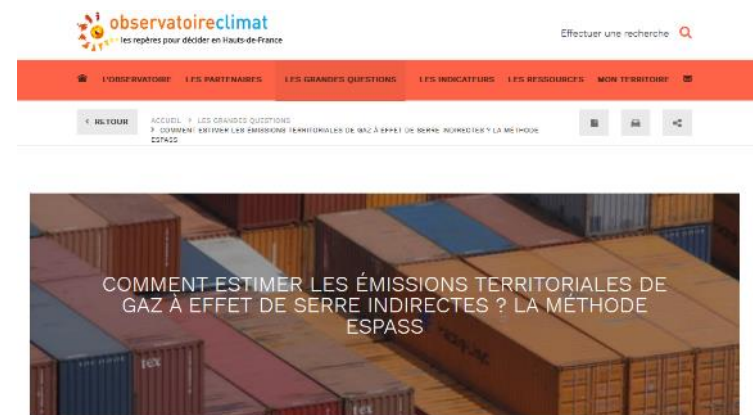 observatoireclimat
les repères pour décider en Hauts-de-France
Effectuer une recherche
L'OBSERVATOIRE LES PARTENAIRES LES GRANDES QUESTIONS LES INDICATEURS LES RESSOURCES MON TERRITOIRE
< RETOUR
ACCUEIL > LES GRANDES QUESTIONS
> COMMENT ESTIMER LES ÉMISSIONS TERRITORIALES DE GAZ À EFFET DE SERRE INDIRECTES ? LA MÉTHODE
ESPASS
COMMENT ESTIMER LES ÉMISSIONS TERRITORIALES DE
GAZ À EFFET DE SERRE INDIRECTES ? LA MÉTHODE
ESPASS
tex
tex